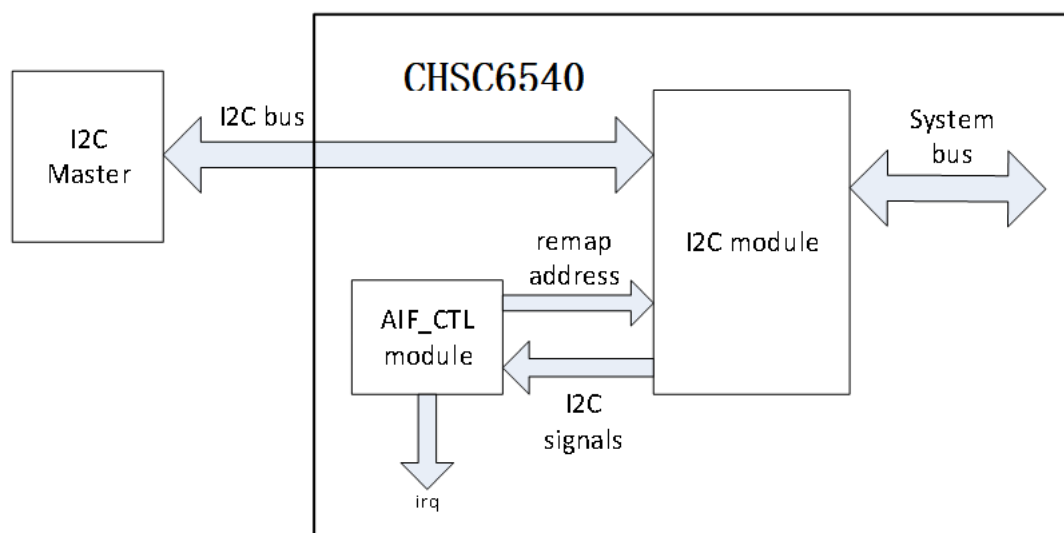 CHSC6540
I2C bus
I2C
Master
System
bus
I2C module
remap
address
AIF_CTL
module
I2C
signals
irq